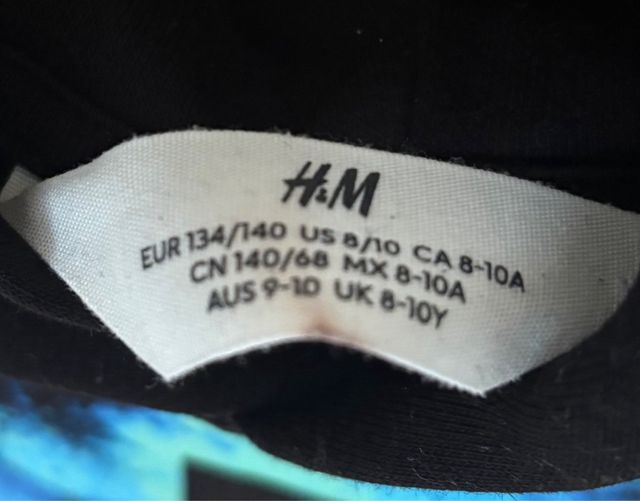 H&M
EUR 134/140 US 8/10 CA 8-10A
CN 140/68 MX 8-10A
AUS 9-10 UK 8-10Y